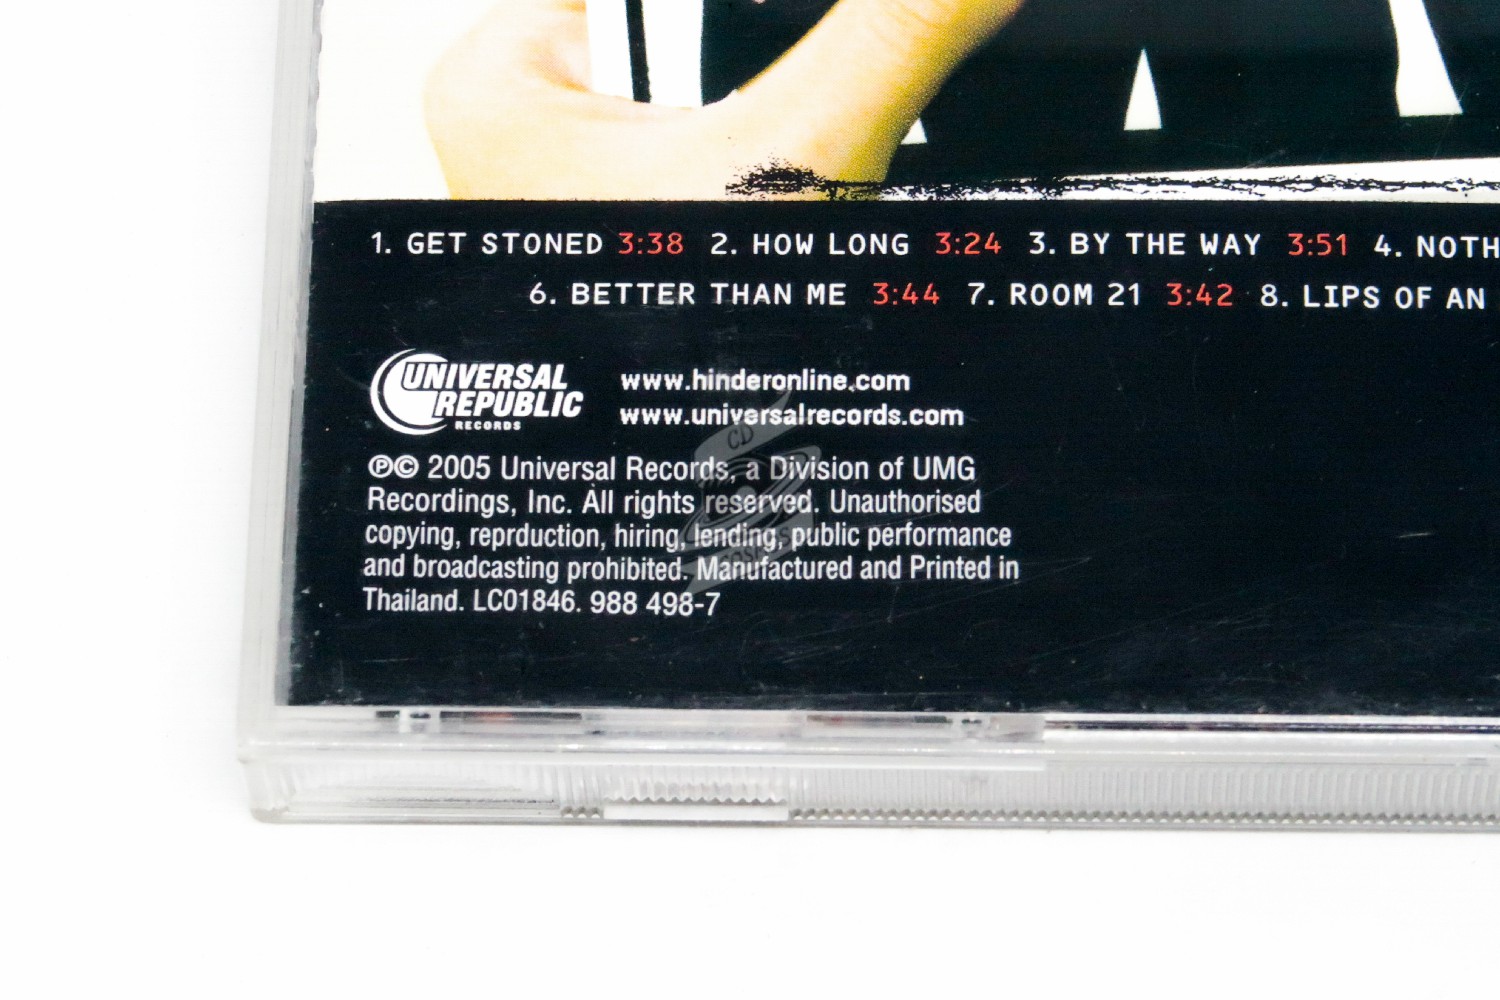 1. GET STONED 3:38 2. HOW LONG 3:24 3. BY THE WAY 3:51 4. NOTH
6. BETTER THAN ME 3:44 7. ROOM 21 3:42 8. LIPS OF AN
UNIVERSAL
REPUBLIC
RECORDS
www.hinderonline.com
www.universalrecords.com
℗© 2005 Universal Records, a Division of UMG
Recordings, Inc. All rights reserved. Unauthorised
copying, reprduction, hiring, lending, public performance
and broadcasting prohibited. Manufactured and Printed in
Thailand. LC01846. 988 498-7
CD